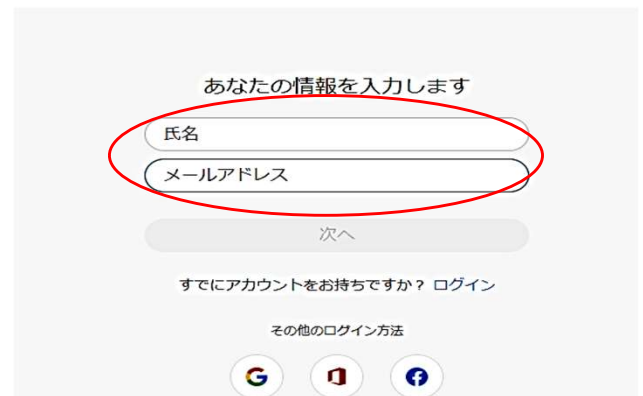 あなたの情報を入力します
氏名
メールアドレス
次へ
すでにアカウントをお持ちですか？ ログイン
その他のログイン方法